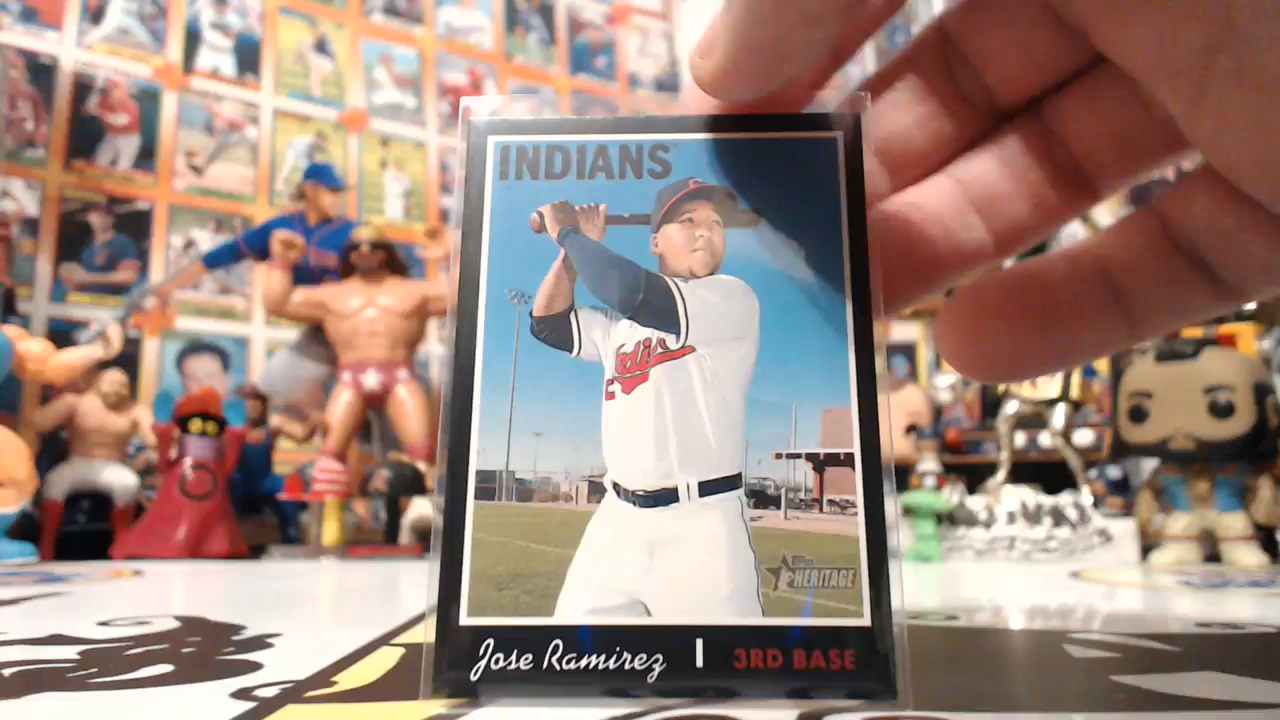 INDIANS
Indians
Topps
HERITAGE
Jose Ramirez | 3RD BASE